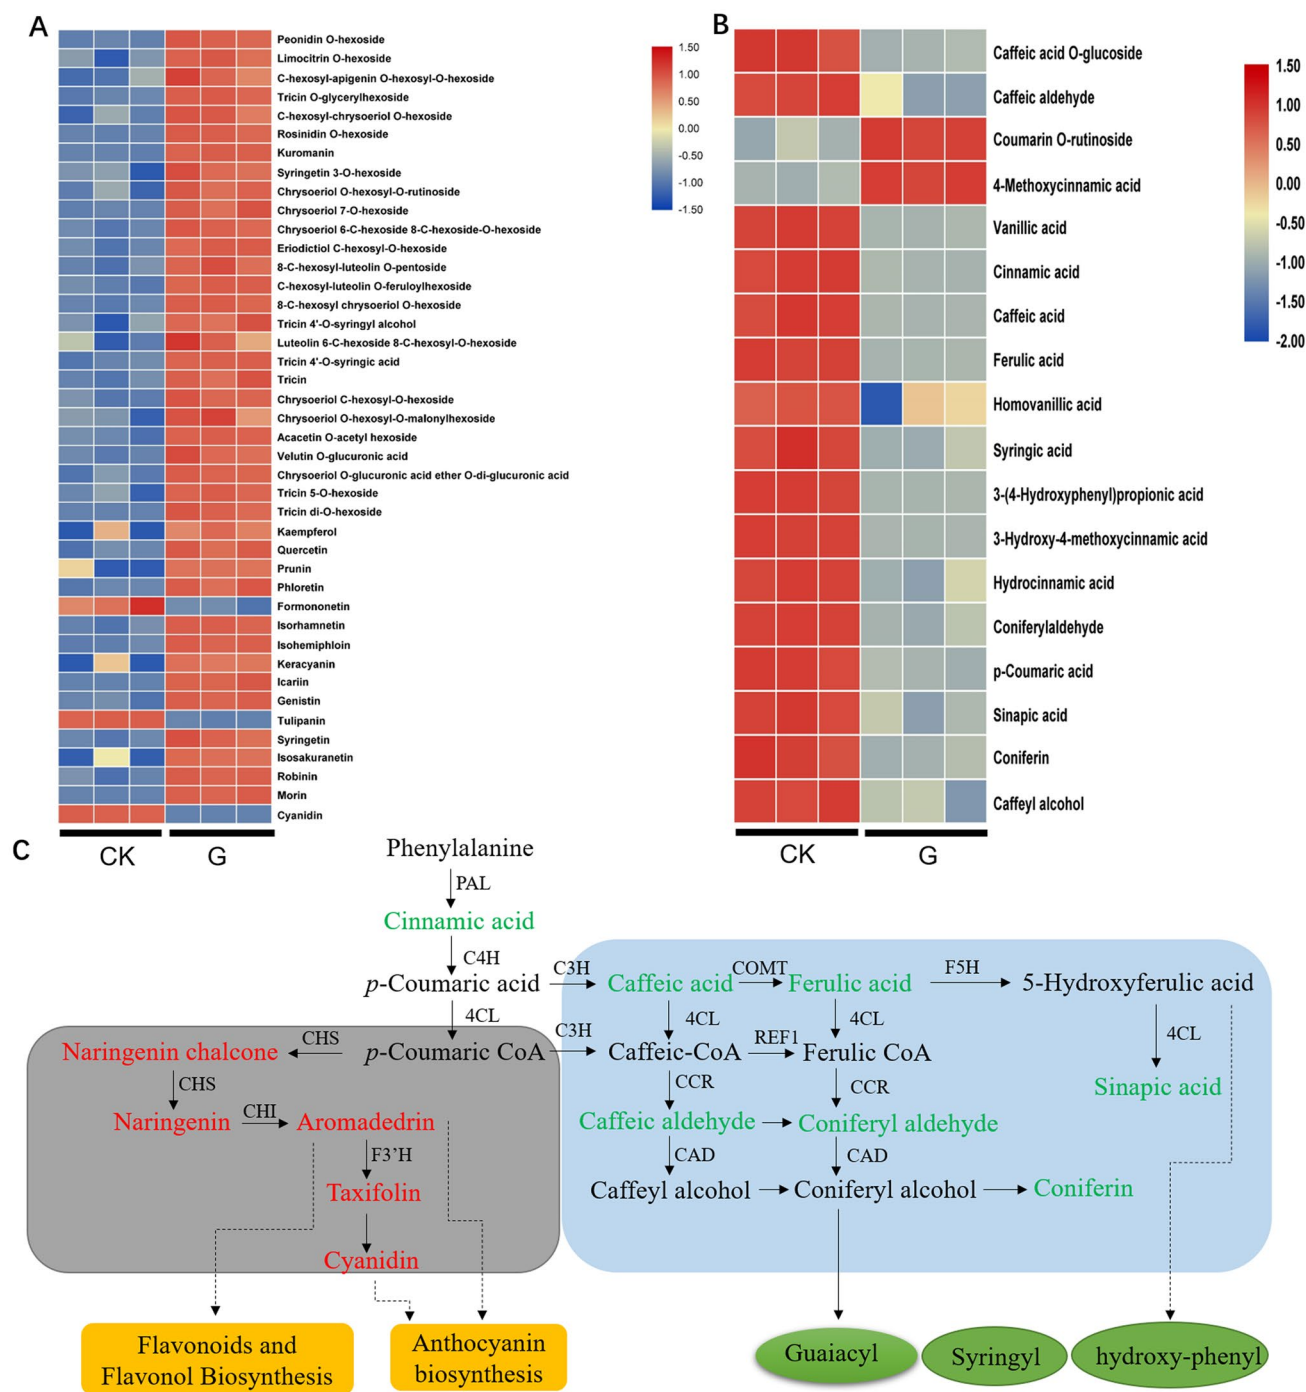 A
Peonidin O-hexoside
Limocitrin O-hexoside
C-hexosyl-apigenin O-hexosyl-O-hexoside
Tricin O-glycerylhexoside
C-hexosyl-chrysoeriol O-hexoside
Rosinidin O-hexoside
Kuromanin
Syringetin 3-O-hexoside
Chrysoeriol O-hexosyl-O-rutinoside
Chrysoeriol 7-O-hexoside
Chrysoeriol 6-C-hexoside 8-C-hexoside-O-hexoside
Eriodictiol C-hexosyl-O-hexoside
8-C-hexosyl-luteolin O-pentoside
C-hexosyl-luteolin O-feruloylhexoside
8-C-hexosyl chrysoeriol O-hexoside
Tricin 4'-O-syringyl alcohol
Luteolin 6-C-hexoside 8-C-hexosyl-O-hexoside
Tricin 4'-O-syringic acid
Tricin
Chrysoeriol C-hexosyl-O-hexoside
Chrysoeriol O-hexosyl-O-malonylhexoside
Acacetin O-acetyl hexoside
Velutin O-glucuronic acid
Chrysoeriol O-glucuronic acid ether O-di-glucuronic acid
Tricin 5-O-hexoside
Tricin di-O-hexoside
Kaempferol
Quercetin
Prunin
Phloretin
Formononetin
Isorhamnetin
Isohemiphloin
Keracyanin
Icariin
Genistin
Tulipanin
Syringetin
Isosakuranetin
Robinin
Morin
Cyanidin
CK G
1.50
1.00
0.50
0.00
-0.50
-1.00
-1.50
B
Caffeic acid O-glucoside
Caffeic aldehyde
Coumarin O-rutinoside
4-Methoxycinnamic acid
Vanillic acid
Cinnamic acid
Caffeic acid
Ferulic acid
Homovanillic acid
Syringic acid
3-(4-Hydroxyphenyl)propionic acid
3-Hydroxy-4-methoxycinnamic acid
Hydrocinnamic acid
Coniferylaldehyde
p-Coumaric acid
Sinapic acid
Coniferin
Caffeyl alcohol
CK G
1.50
1.00
0.50
0.00
-0.50
-1.00
-1.50
-2.00
C
Phenylalanine
PAL
Cinnamic acid
C4H
p-Coumaric acid C3H Caffeic acid COMT Ferulic acid F5H 5-Hydroxyferulic acid
4CL 4CL 4CL 4CL
Naringenin chalcone CHS p-Coumaric CoA C3H Caffeic-CoA REF1 Ferulic CoA
CHS CCR CCR Sinapic acid
Naringenin CHI Aromadedrin Caffeic aldehyde Coniferyl aldehyde
F3’H CAD CAD
Taxifolin Caffeyl alcohol Coniferyl alcohol Coniferin
Cyanidin
Flavonoids and
Flavonol Biosynthesis
Anthocyanin
biosynthesis
Guaiacyl Syringyl hydroxy-phenyl